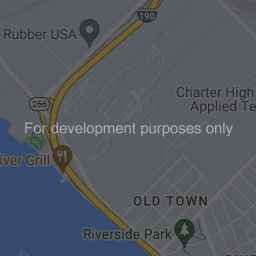 190
Rubber USA
Charter High
Applied Te
266
For development purposes only
iver Grill
OLD TOWN
Riverside Park